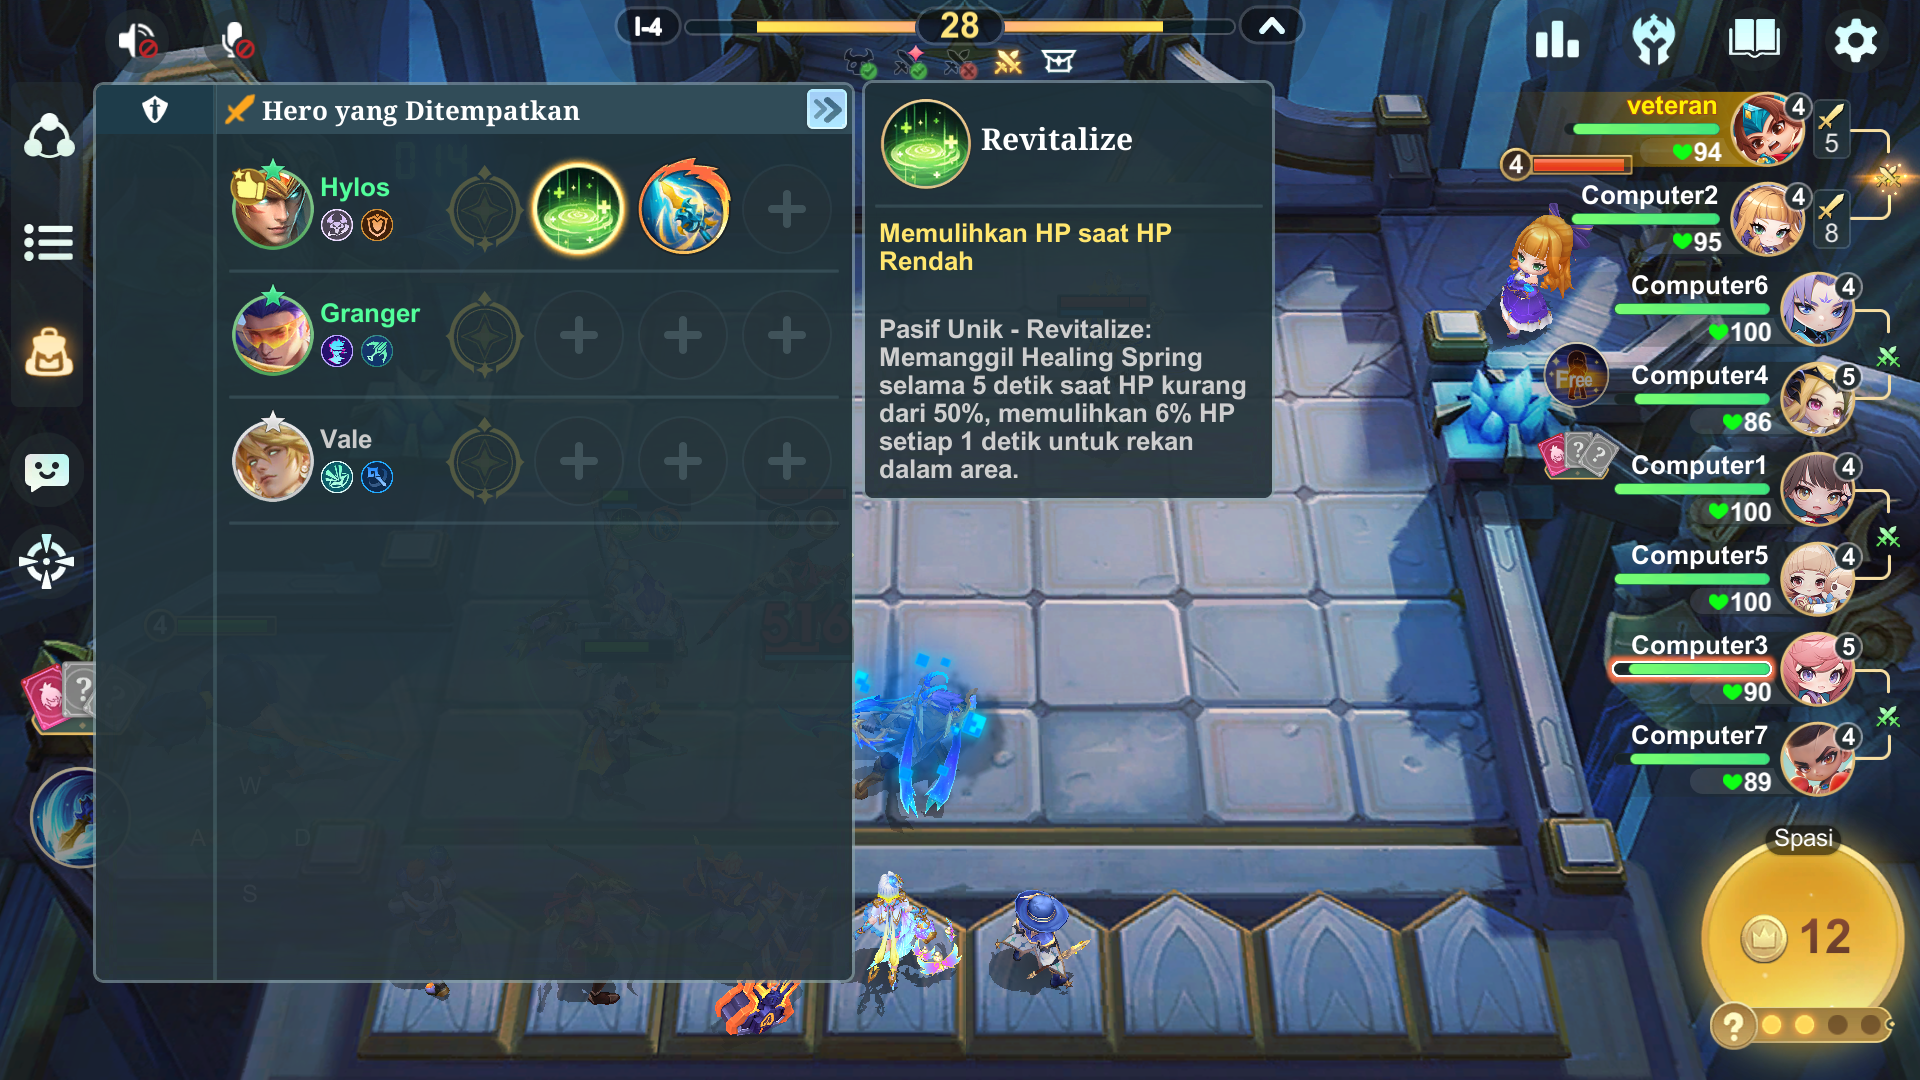 I-4
28
Hero yang Ditempatkan
Hylos
Granger
Vale
Revitalize
Memulihkan HP saat HP
Rendah
Pasif Unik - Revitalize:
Memanggil Healing Spring
selama 5 detik saat HP kurang
dari 50%, memulihkan 6% HP
setiap 1 detik untuk rekan
dalam area.
veteran
4
94
5
4
Computer2
4
95
8
Computer6
4
100
Free
Computer4
5
86
? ?
Computer1
4
100
Computer5
4
100
Computer3
5
90
Computer7
4
89
4
516
?
W
A
D
S
Spasi
12
?